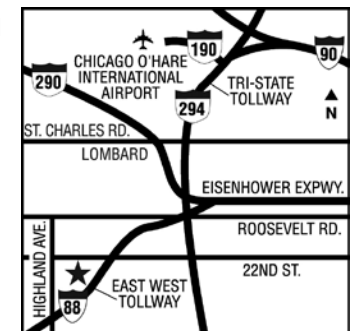 190
90
CHICAGO O'HARE
INTERNATIONAL
AIRPORT
290
TRI-STATE
TOLLWAY
294
N
ST. CHARLES RD.
LOMBARD
EISENHOWER EXPWY.
ROOSEVELT RD.
HIGHLAND AVE.
22ND ST.
EAST WEST
TOLLWAY
88